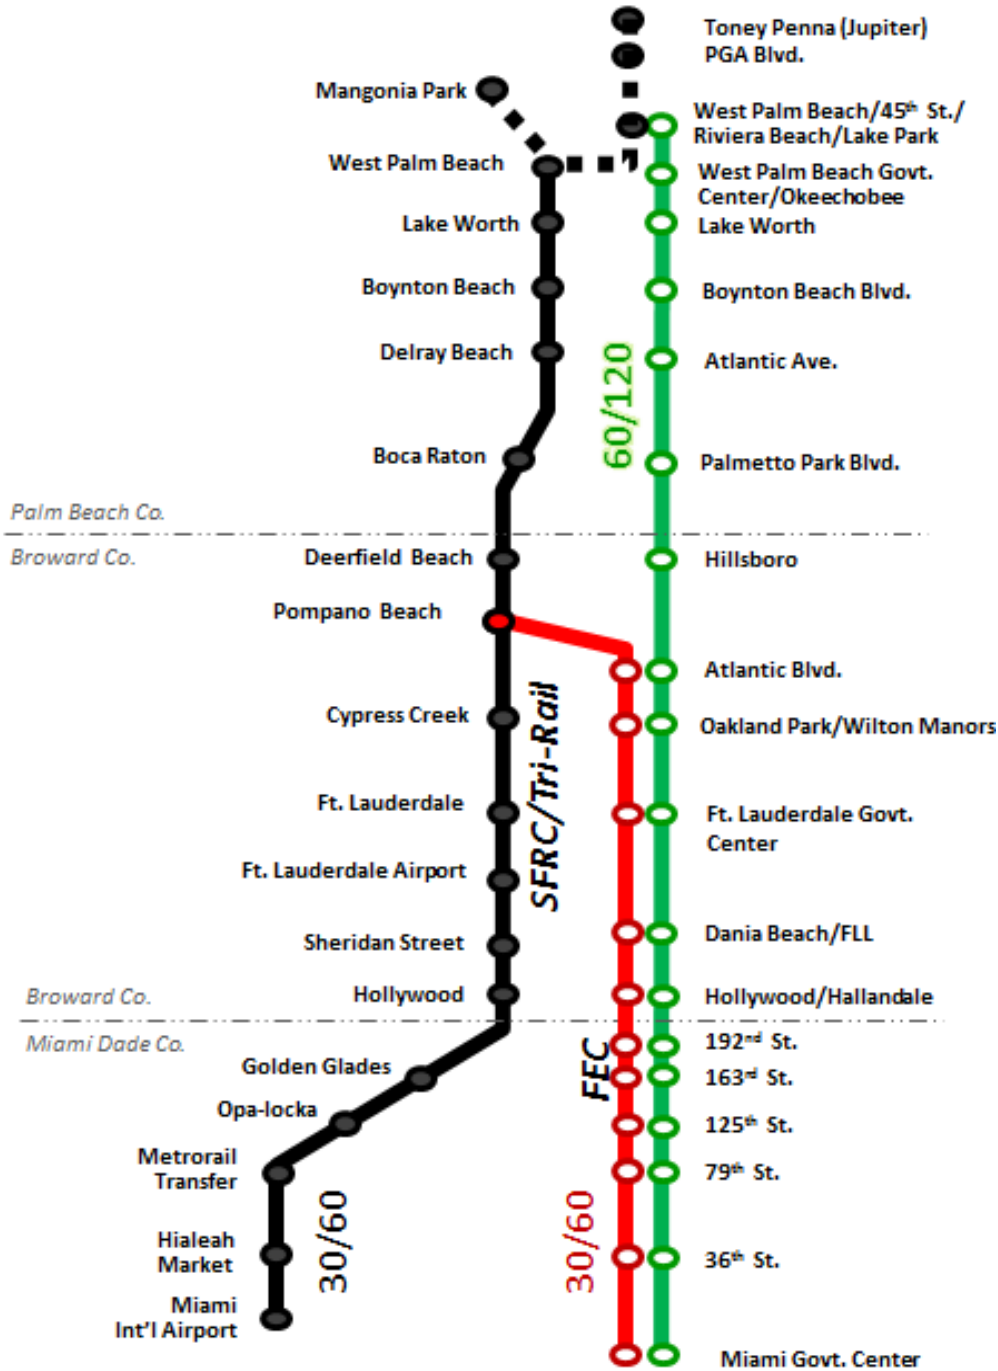 Toney Penna (Jupiter)
PGA Blvd.
Mangonia Park
West Palm Beach/45th St./
Riviera Beach/Lake Park
West Palm Beach
West Palm Beach Govt.
Center/Okeechobee
Lake Worth
Lake Worth
Boynton Beach
Boynton Beach Blvd.
Delray Beach
60/120
Atlantic Ave.
Boca Raton
Palmetto Park Blvd.
Palm Beach Co.
Broward Co.
Deerfield Beach
Hillsboro
Pompano Beach
Atlantic Blvd.
Cypress Creek
Oakland Park/Wilton Manors
SFRC/Tri-Rail
Ft. Lauderdale
Ft. Lauderdale Govt.
Center
Ft. Lauderdale Airport
Sheridan Street
Dania Beach/FLL
Hollywood
Hollywood/Hallandale
Broward Co.
Miami Dade Co.
192nd St.
FEC
Golden Glades
163rd St.
Opa-locka
125th St.
Metrorail
Transfer
79th St.
30/60
30/60
Hialeah
Market
36th St.
Miami
Int'l Airport
Miami Govt. Center